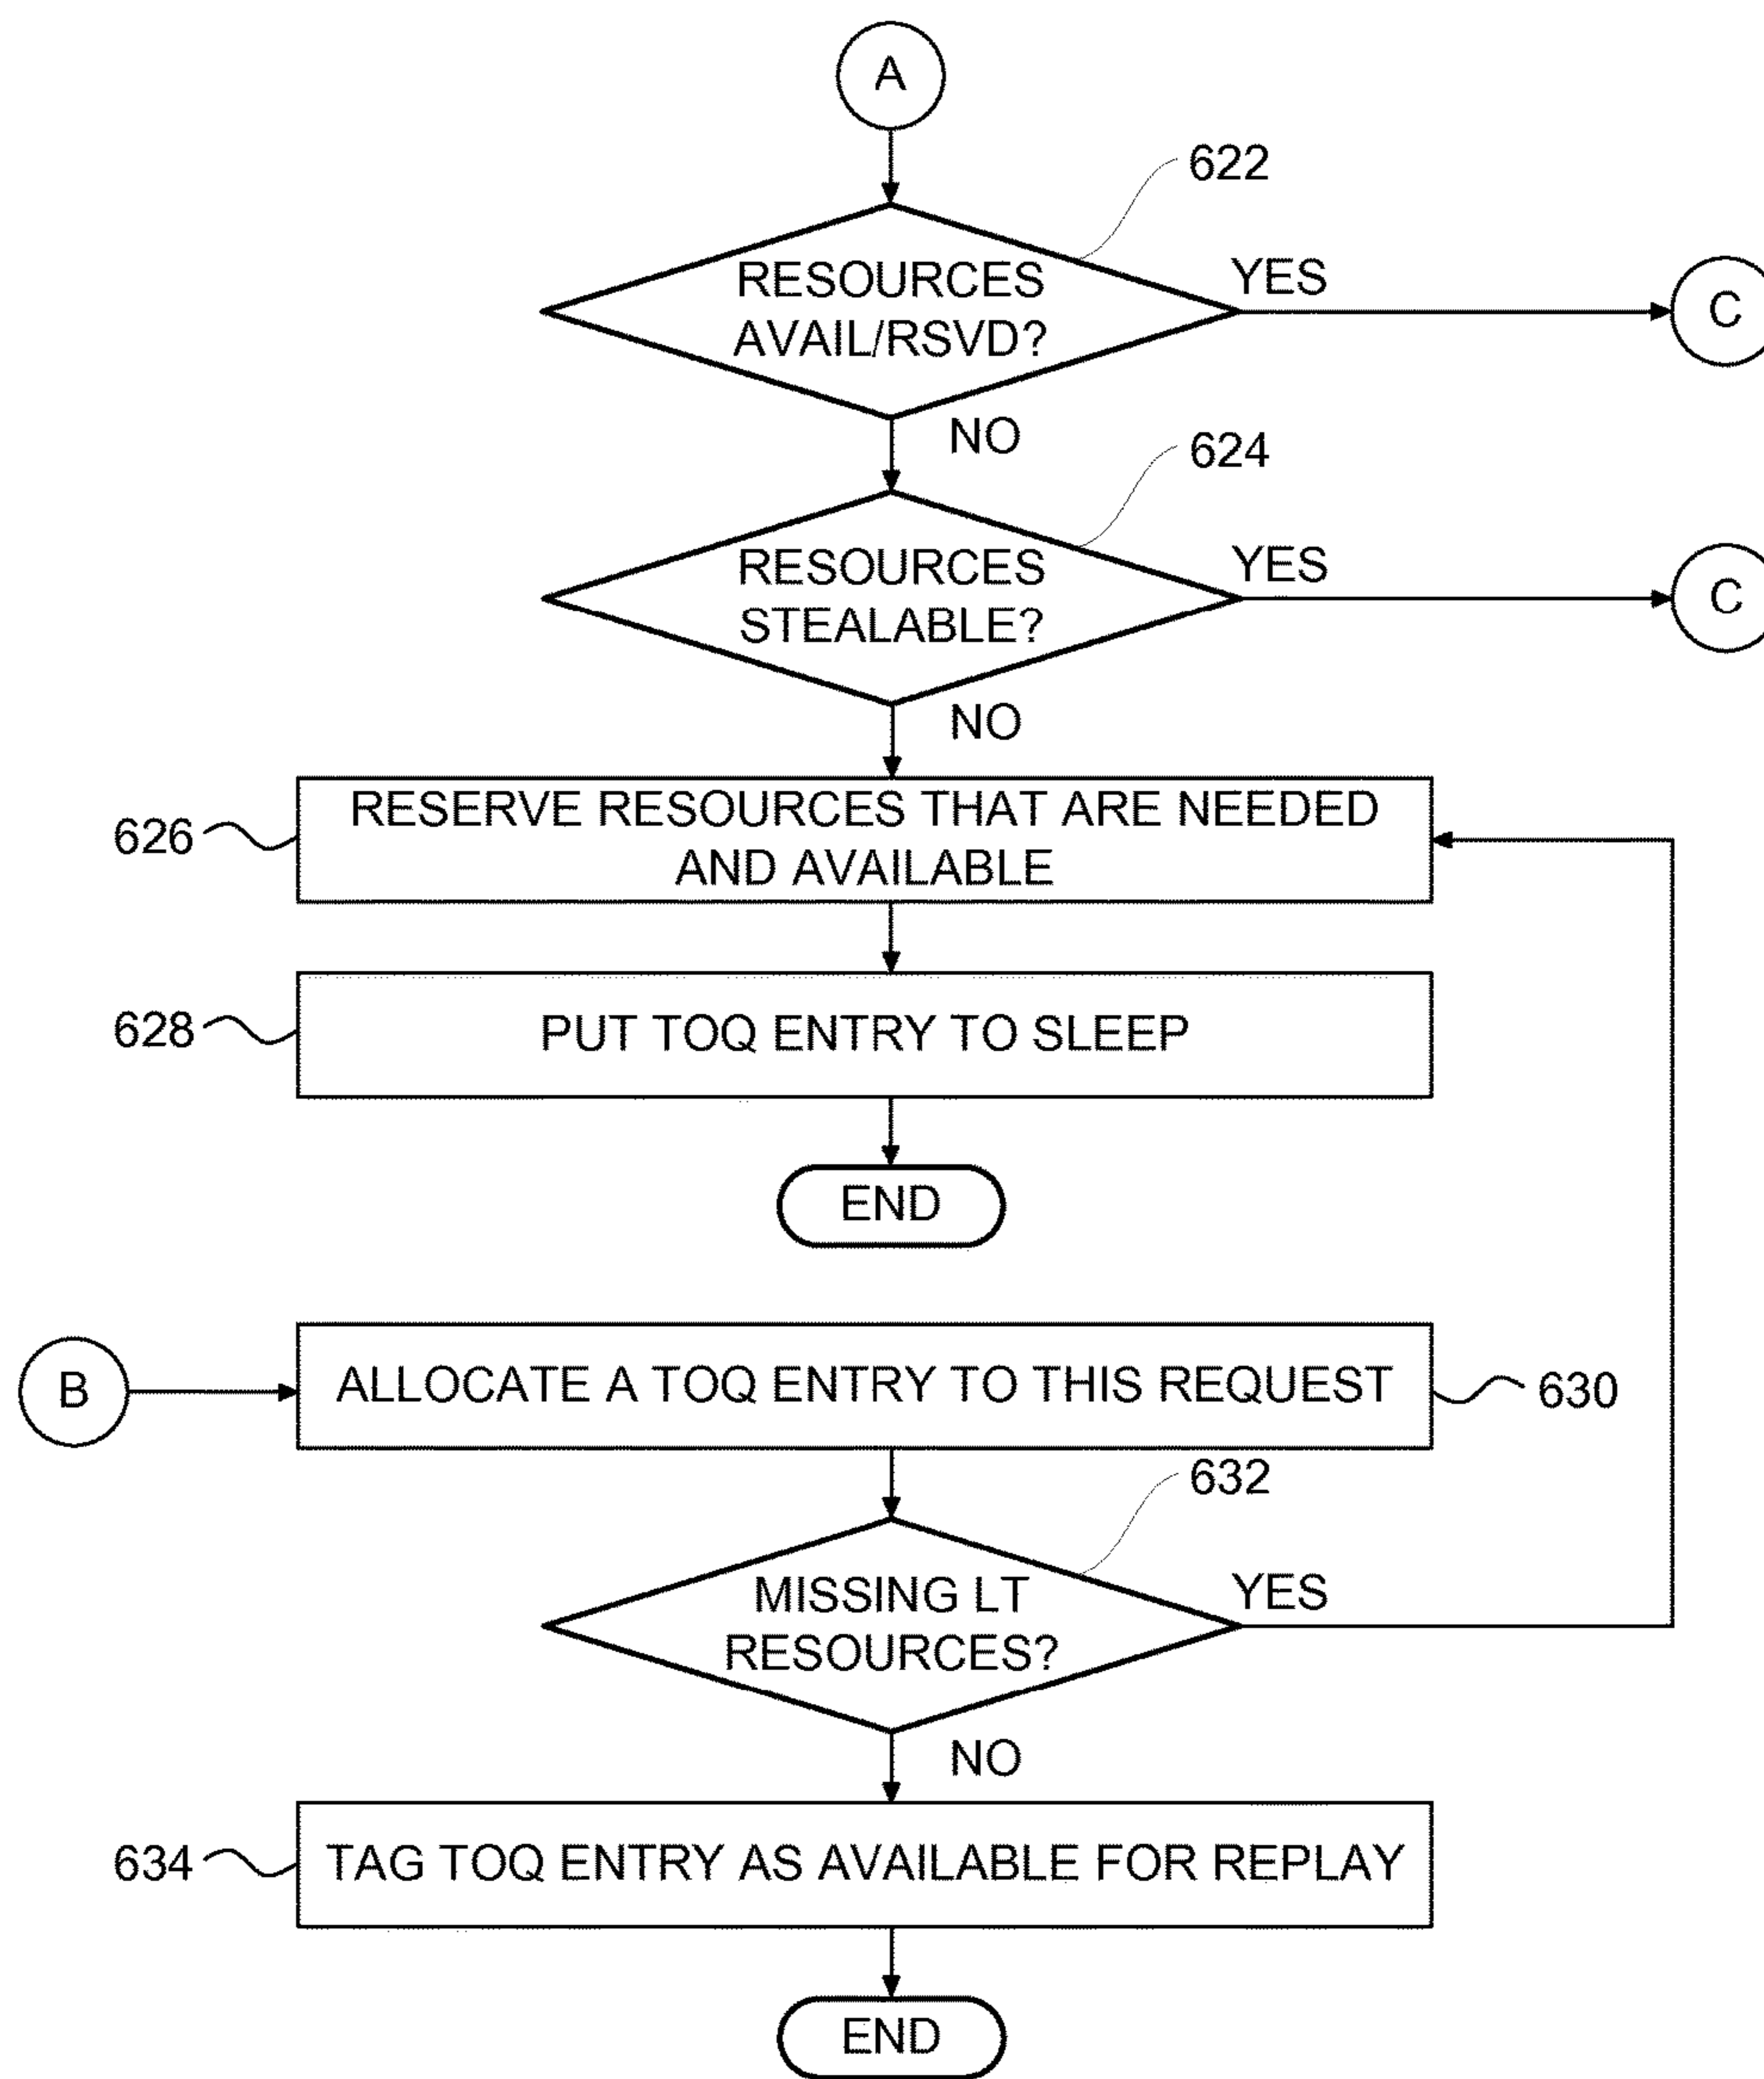 A
622
RESOURCES
AVAIL/RSVD?
YES
C
NO
624
RESOURCES
STEALABLE?
YES
C
NO
626
RESERVE RESOURCES THAT ARE NEEDED
AND AVAILABLE
628
PUT TOQ ENTRY TO SLEEP
END
B
ALLOCATE A TOQ ENTRY TO THIS REQUEST
630
632
MISSING LT
RESOURCES?
YES
NO
634
TAG TOQ ENTRY AS AVAILABLE FOR REPLAY
END